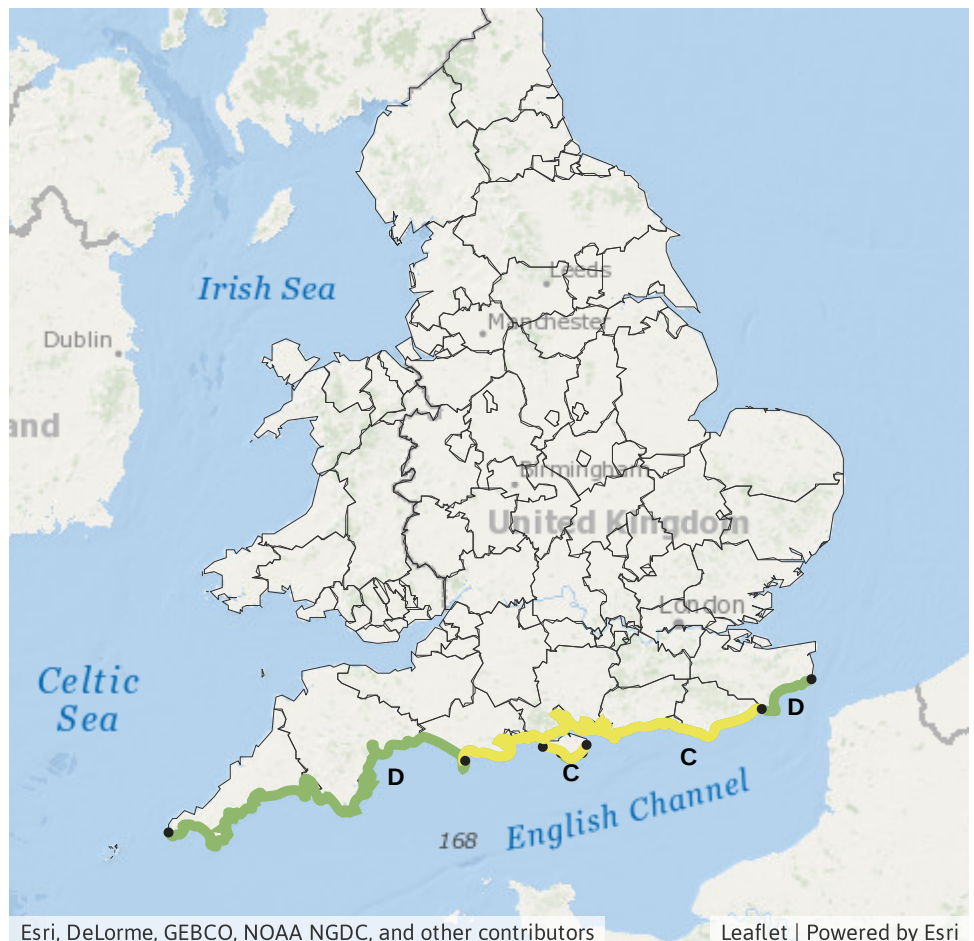 Leeds
Irish Sea
Manchester
Dublin
and
Birmingham
United Kingdom
London
Celtic
Sea
D
D
C
C
English Channel
168
Esri, DeLorme, GEBCO, NOAA NGDC, and other contributors
Leaflet | Powered by Esri